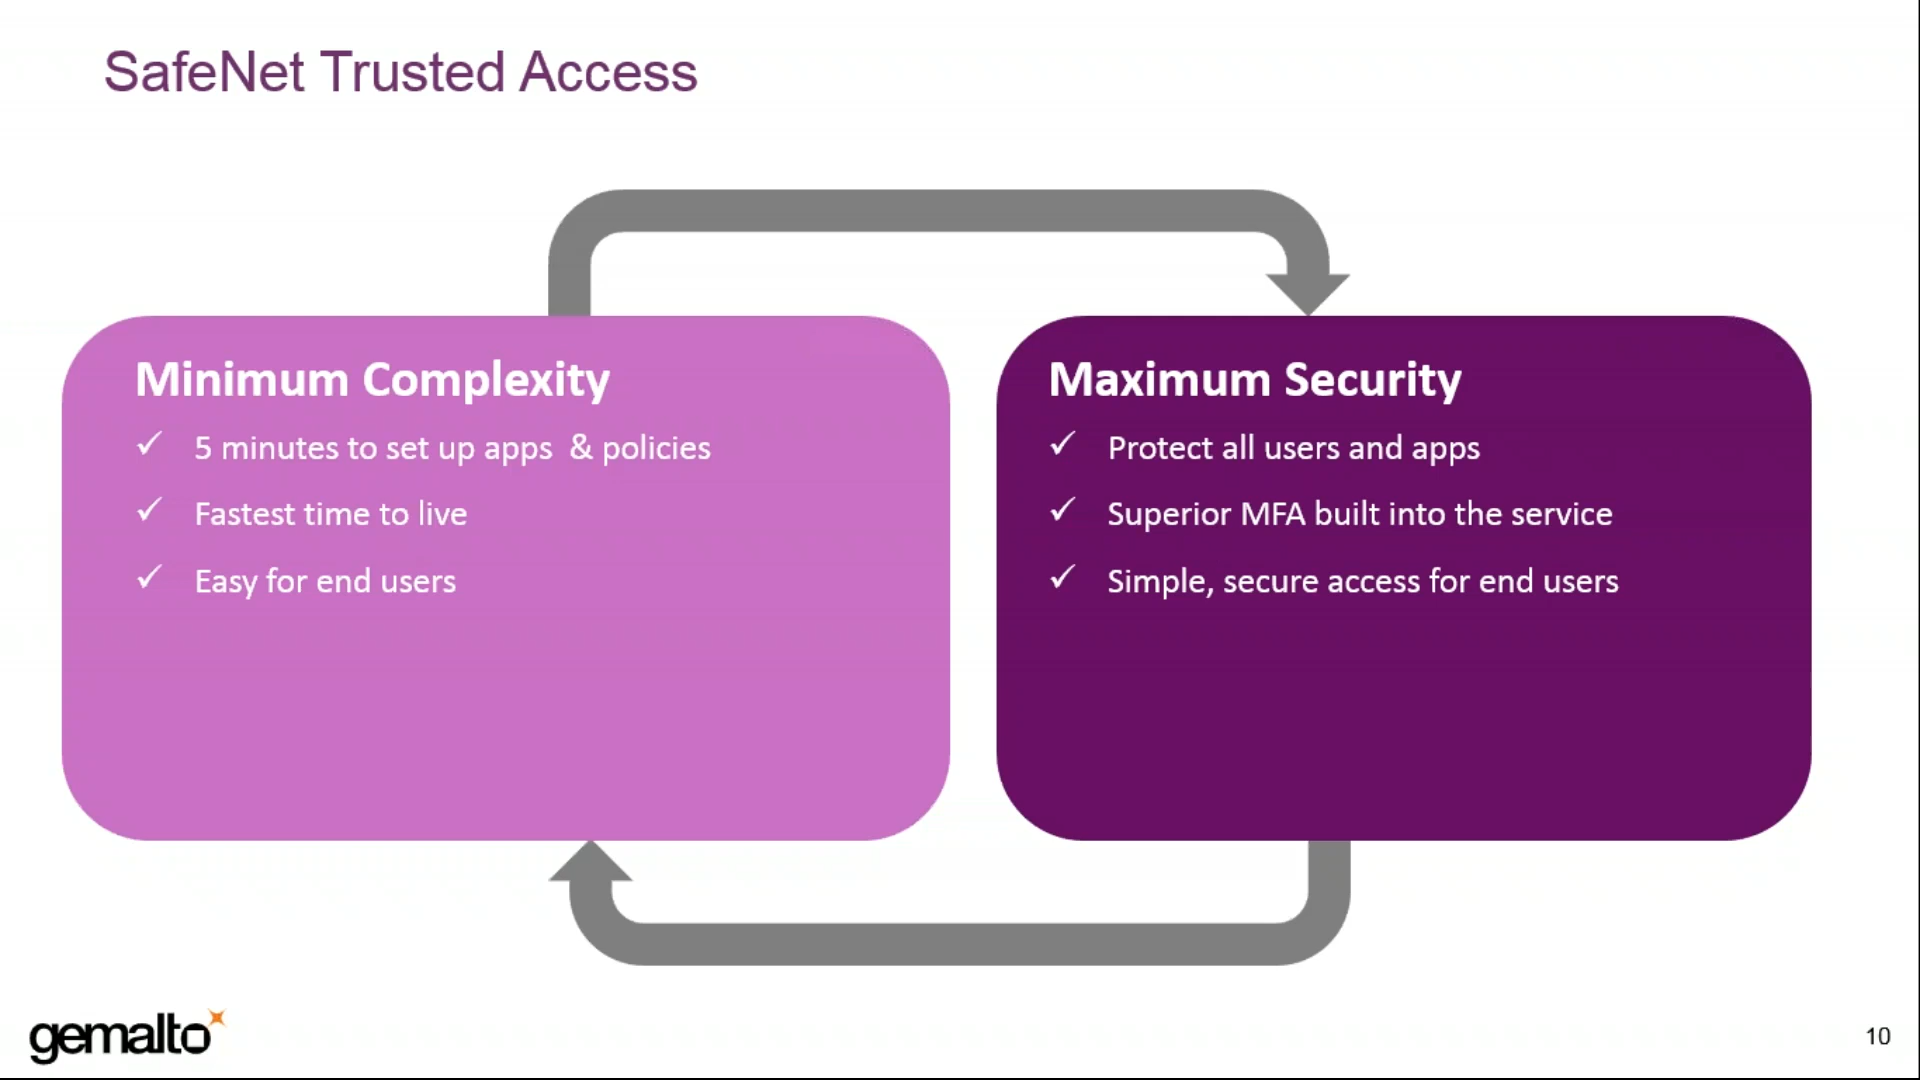 SafeNet Trusted Access
Minimum Complexity
✓ 5 minutes to set up apps & policies
✓ Fastest time to live
✓ Easy for end users
Maximum Security
✓ Protect all users and apps
✓ Superior MFA built into the service
✓ Simple, secure access for end users
gemalto
10